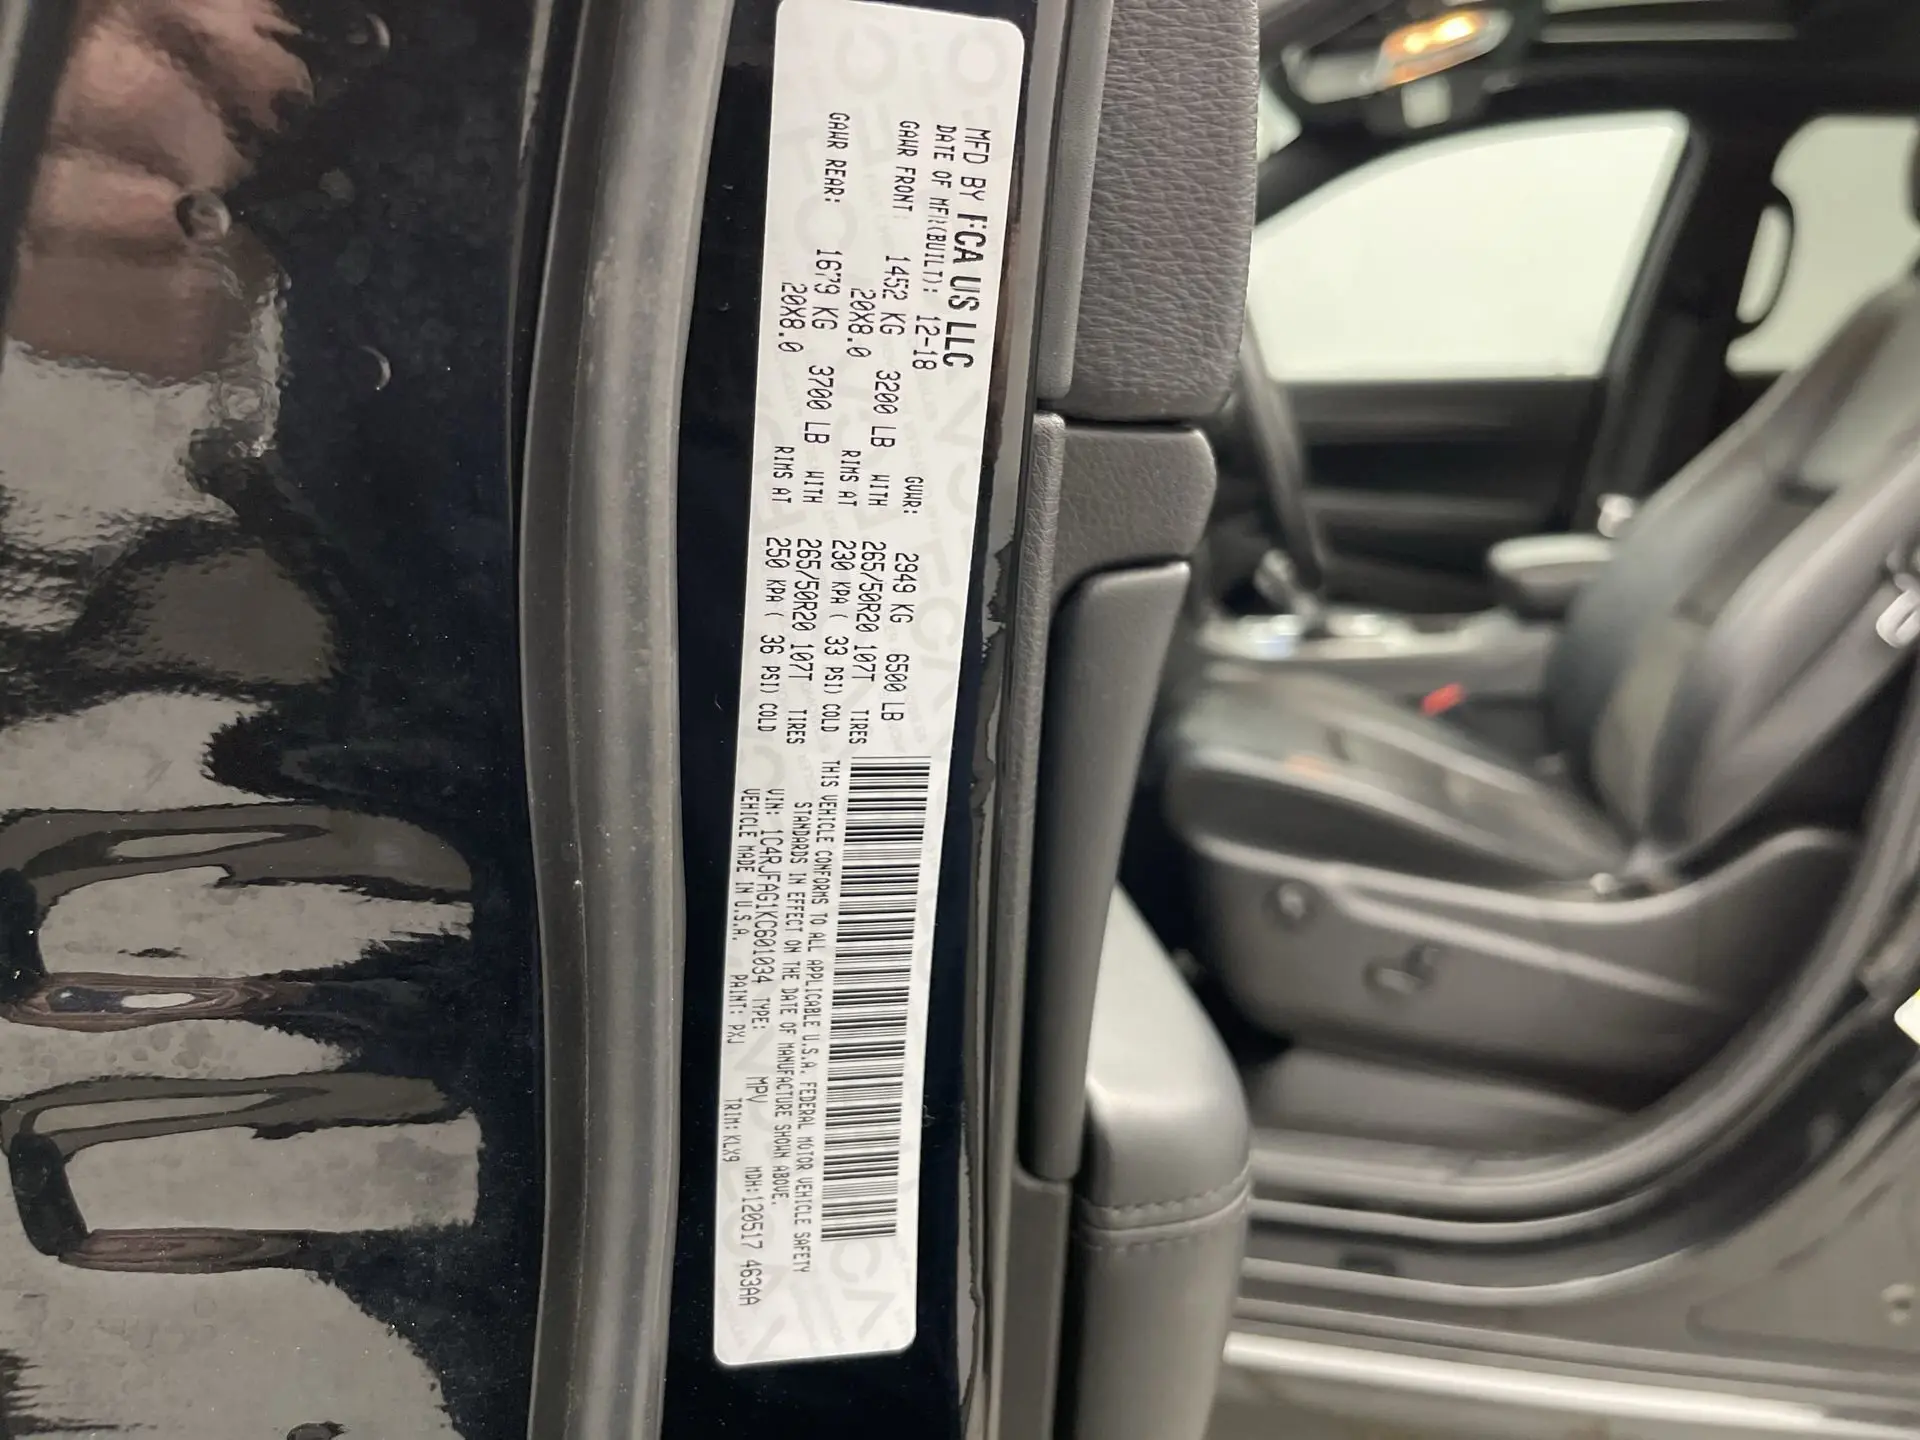 MFD BY FCA US LLC
DATE OF MFR(BUILT): 12-18 GVWR: 2949 KG 6500 LB
GAWR FRONT: 1452 KG 3200 LB WITH 265/50R20 107T TIRES
20X8.0 RIMS AT 230 KPA ( 33 PSI) COLD
GAWR REAR: 1679 KG 3700 LB WITH 265/50R20 107T TIRES
20X8.0 RIMS AT 250 KPA ( 36 PSI) COLD
THIS VEHICLE CONFORMS TO ALL APPLICABLE U.S.A. FEDERAL MOTOR VEHICLE SAFETY
STANDARDS IN EFFECT ON THE DATE OF MANUFACTURE SHOWN ABOVE.
VIN: 1C4RJFAG1KC601034 TYPE: MPV MDH:120517 463AA
VEHICLE MADE IN U.S.A. PAINT: PXJ TRIM: KLX9